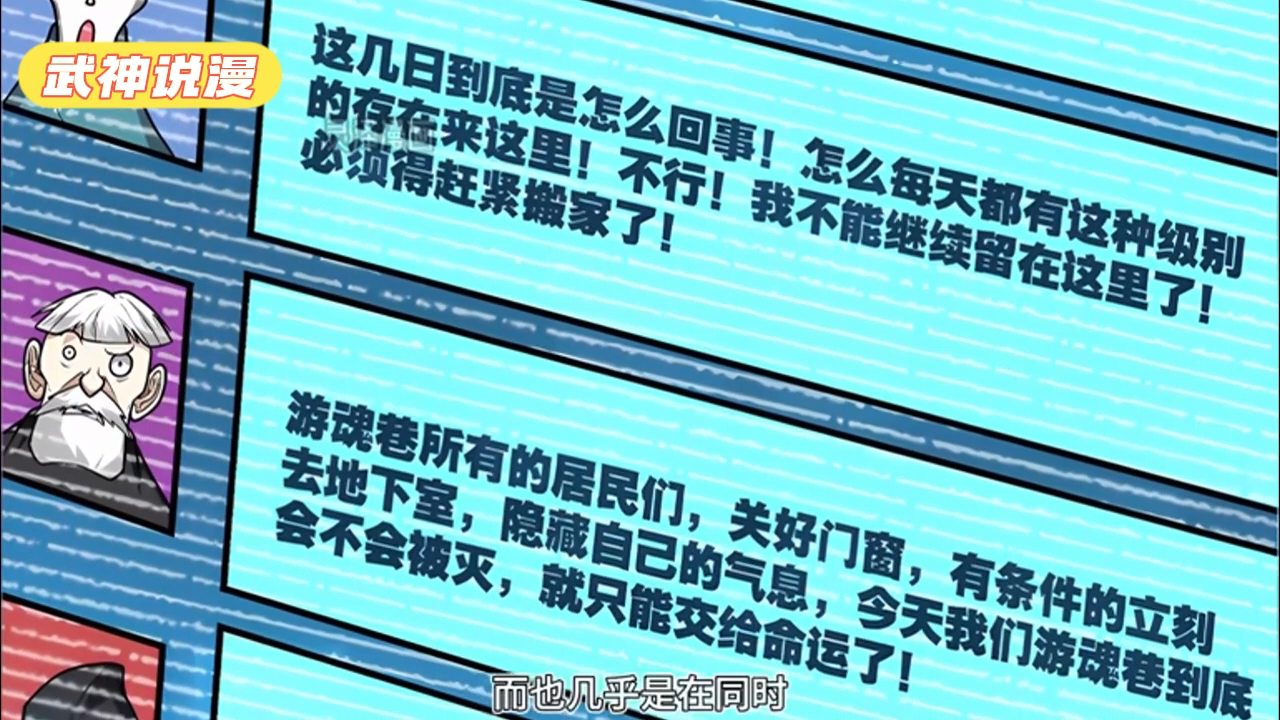 武神说漫
这几日到底是怎么回事！怎么每天都有这种级别
的存在来这里！不行！我不能继续留在这里了！
必须得赶紧搬家了！
游魂巷所有的居民们，关好门窗，有条件的立刻
去地下室，隐藏自己的气息，今天我们游魂巷到底
会不会被灭，就只能交给命运了！
而也几乎是在同时